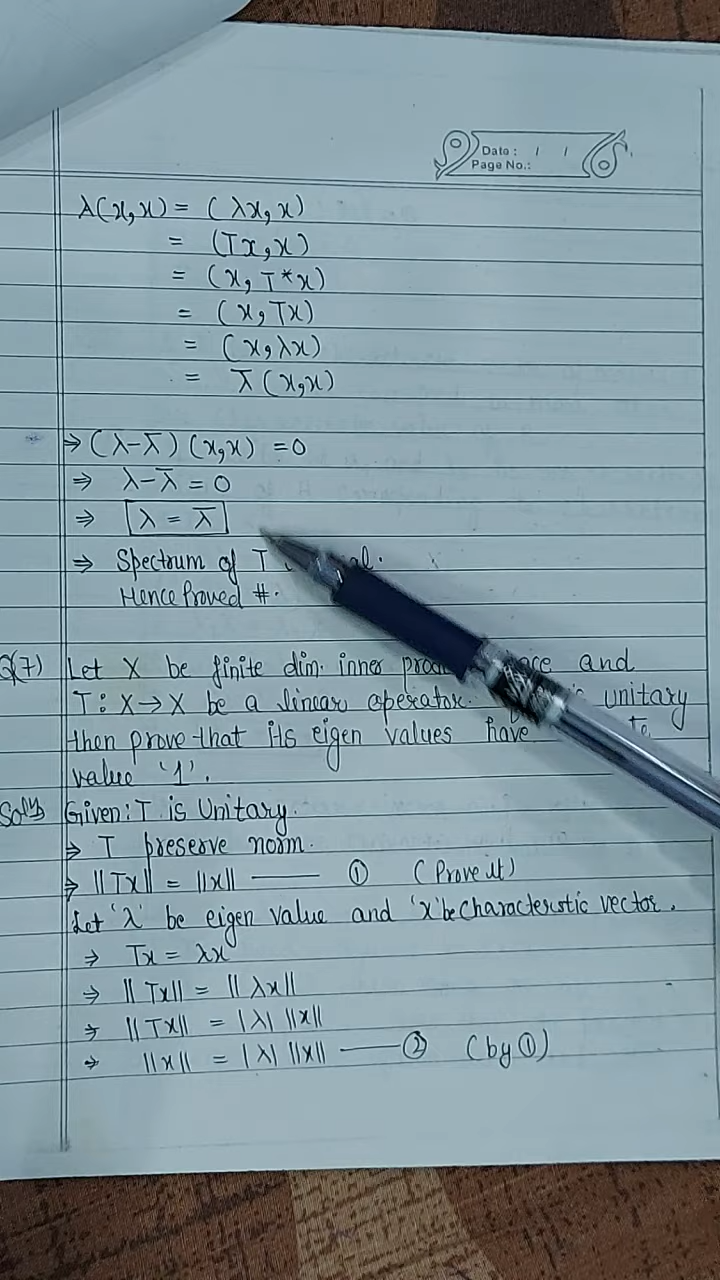 Date : / /
Page No.:
λ(x,x) = (λx,x)
= (Tx,x)
= (x,T*x)
= (x,Tx)
= (x,λx)
= λ̄(x,x)
⇒ (λ-λ̄) (x,x) = 0
⇒ λ-λ̄ = 0
⇒ λ = λ̄
⇒ Spectrum of T
Hence Proved #.
Q(7) Let X be finite dim. inner and
T: X→X be a linear operator. unitary
then prove that its eigen values have
value '1'.
Soln Given: T is Unitary.
⇒ T preserve norm.
⇒ ||Tx|| = ||x|| —— ① (Prove it)
Let 'λ' be eigen value and 'x' be characteristic vector.
⇒ Tx = λx
⇒ ||Tx|| = ||λx||
⇒ ||Tx|| = |λ| ||x||
⇒ ||x|| = |λ| ||x|| —— ② (by ①)